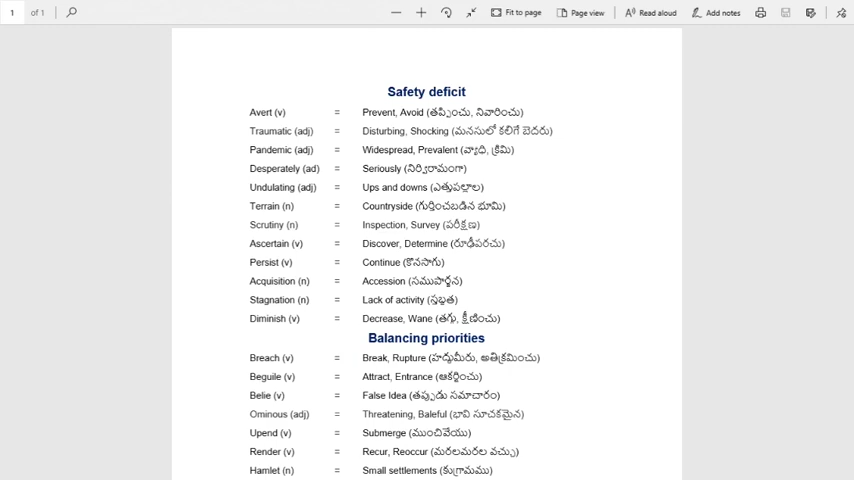 1 of 1 Fit to page Page view Read aloud Add notes
Safety deficit
Avert (v) = Prevent, Avoid (తప్పించు, నివారించు)
Traumatic (adj) = Disturbing, Shocking (మనసులో కలిగే బెదరు)
Pandemic (adj) = Widespread, Prevalent (వ్యాధి, క్రిమి)
Desperately (ad) = Seriously (నిర్విరామంగా)
Undulating (adj) = Ups and downs (ఎత్తుపల్లాల)
Terrain (n) = Countryside (గుర్తించబడిన భూమి)
Scrutiny (n) = Inspection, Survey (పరీక్షణ)
Ascertain (v) = Discover, Determine (రూఢీపరచు)
Persist (v) = Continue (కొనసాగు)
Acquisition (n) = Accession (సముపార్జన)
Stagnation (n) = Lack of activity (స్తబ్ధత)
Diminish (v) = Decrease, Wane (తగ్గు, క్షీణించు)
Balancing priorities
Breach (v) = Break, Rupture (హద్దుమీరు, అతిక్రమించు)
Beguile (v) = Attract, Entrance (ఆకర్షించు)
Belie (v) = False Idea (తప్పుడు సమాచారం)
Ominous (adj) = Threatening, Baleful (భావి సూచకమైన)
Upend (v) = Submerge (ముంచివేయు)
Render (v) = Recur, Reoccur (మరలమరల వచ్చు)
Hamlet (n) = Small settlements (కుగ్రామము)